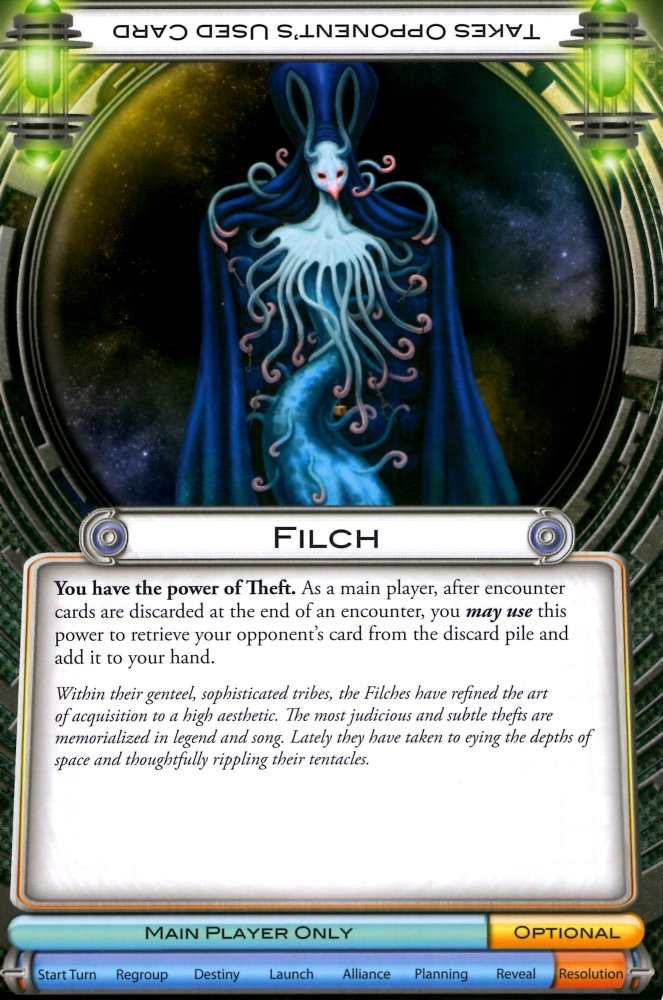 Takes Opponent's Used Card
Filch
You have the power of Theft. As a main player, after encounter
cards are discarded at the end of an encounter, you may use this
power to retrieve your opponent's card from the discard pile and
add it to your hand.
Within their genteel, sophisticated tribes, the Filches have refined the art
of acquisition to a high aesthetic. The most judicious and subtle thefts are
memorialized in legend and song. Lately they have taken to eying the depths of
space and thoughtfully rippling their tentacles.
Main Player Only Optional
Start Turn Regroup Destiny Launch Alliance Planning Reveal Resolution